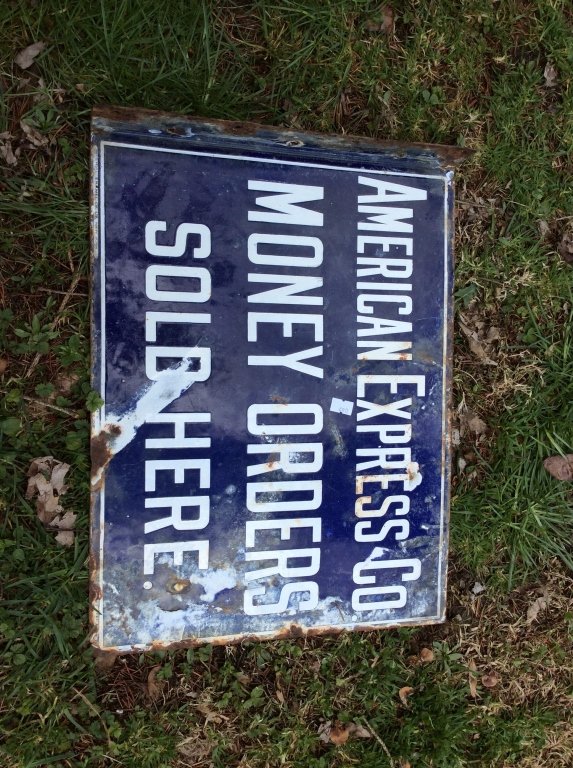 AMERICAN EXPRESS CO
MONEY ORDERS
SOLD HERE.